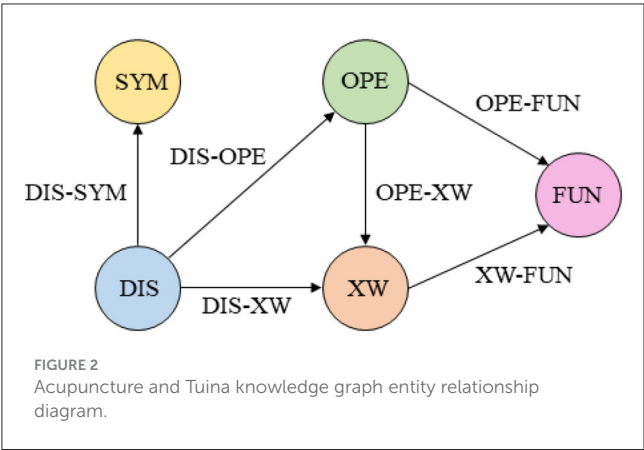 SYM
OPE
OPE-FUN
DIS-OPE
DIS-SYM
OPE-XW
FUN
DIS
XW
XW-FUN
DIS-XW
FIGURE 2
Acupuncture and Tuina knowledge graph entity relationship
diagram.